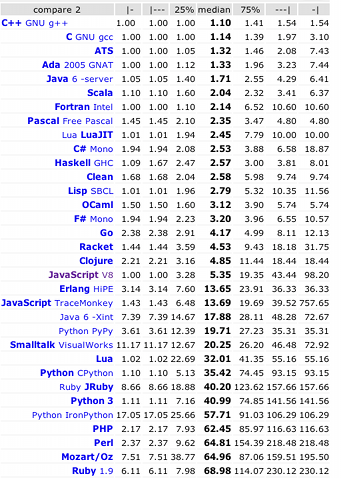 compare 2 |- |--- 25% median 75% ---| -|
C++ GNU g++ 1.00 1.00 1.00 1.10 1.41 1.54 1.54
C GNU gcc 1.00 1.00 1.00 1.14 1.39 1.97 3.10
ATS 1.00 1.00 1.05 1.32 1.46 2.08 7.43
Ada 2005 GNAT 1.00 1.00 1.12 1.33 1.96 3.23 7.44
Java 6 -server 1.05 1.05 1.40 1.71 2.55 4.29 6.41
Scala 1.10 1.10 1.60 2.04 2.32 3.41 6.37
Fortran Intel 1.00 1.00 1.10 2.14 6.52 10.60 10.60
Pascal Free Pascal 1.45 1.45 2.10 2.35 3.47 4.80 4.80
Lua LuaJIT 1.01 1.01 1.94 2.45 7.79 10.00 10.00
C# Mono 1.94 1.94 2.08 2.53 3.88 6.58 18.87
Haskell GHC 1.09 1.67 2.47 2.57 3.00 3.81 8.01
Clean 1.68 1.68 2.04 2.58 5.98 9.74 9.74
Lisp SBCL 1.01 1.01 1.96 2.79 5.32 10.35 11.56
OCaml 1.50 1.50 1.60 3.12 3.90 5.74 5.74
F# Mono 1.94 1.94 2.23 3.20 3.96 6.55 10.57
Go 2.38 2.38 2.91 4.17 4.99 8.11 12.13
Racket 1.44 1.44 3.59 4.53 9.43 18.18 31.75
Clojure 2.21 2.21 3.16 4.85 11.44 18.44 18.44
JavaScript V8 1.00 1.00 3.28 5.35 19.35 43.44 98.20
Erlang HiPE 3.14 3.14 7.60 13.65 23.91 36.33 36.33
JavaScript TraceMonkey 1.43 1.43 6.48 13.69 19.69 39.52 757.65
Java 6 -Xint 7.39 7.39 14.67 17.88 28.11 48.28 72.67
Python PyPy 3.61 3.61 12.39 19.71 27.23 35.31 35.31
Smalltalk VisualWorks 11.17 11.17 12.67 20.25 26.20 46.48 72.92
Lua 1.02 1.02 22.69 32.01 41.35 55.16 55.16
Python CPython 1.10 1.10 5.13 35.42 74.45 93.15 93.15
Ruby JRuby 8.66 8.66 18.88 40.20 123.62 157.66 157.66
Python 3 1.11 1.11 7.16 40.99 74.85 141.56 141.56
Python IronPython 17.05 17.05 25.66 57.71 91.03 106.29 106.29
PHP 2.17 2.17 7.93 62.45 85.97 116.63 116.63
Perl 2.37 2.37 9.62 64.81 154.39 218.48 218.48
Mozart/Oz 7.51 7.51 38.77 64.96 87.06 159.51 195.50
Ruby 1.9 6.11 6.11 7.98 68.98 114.07 230.12 230.12